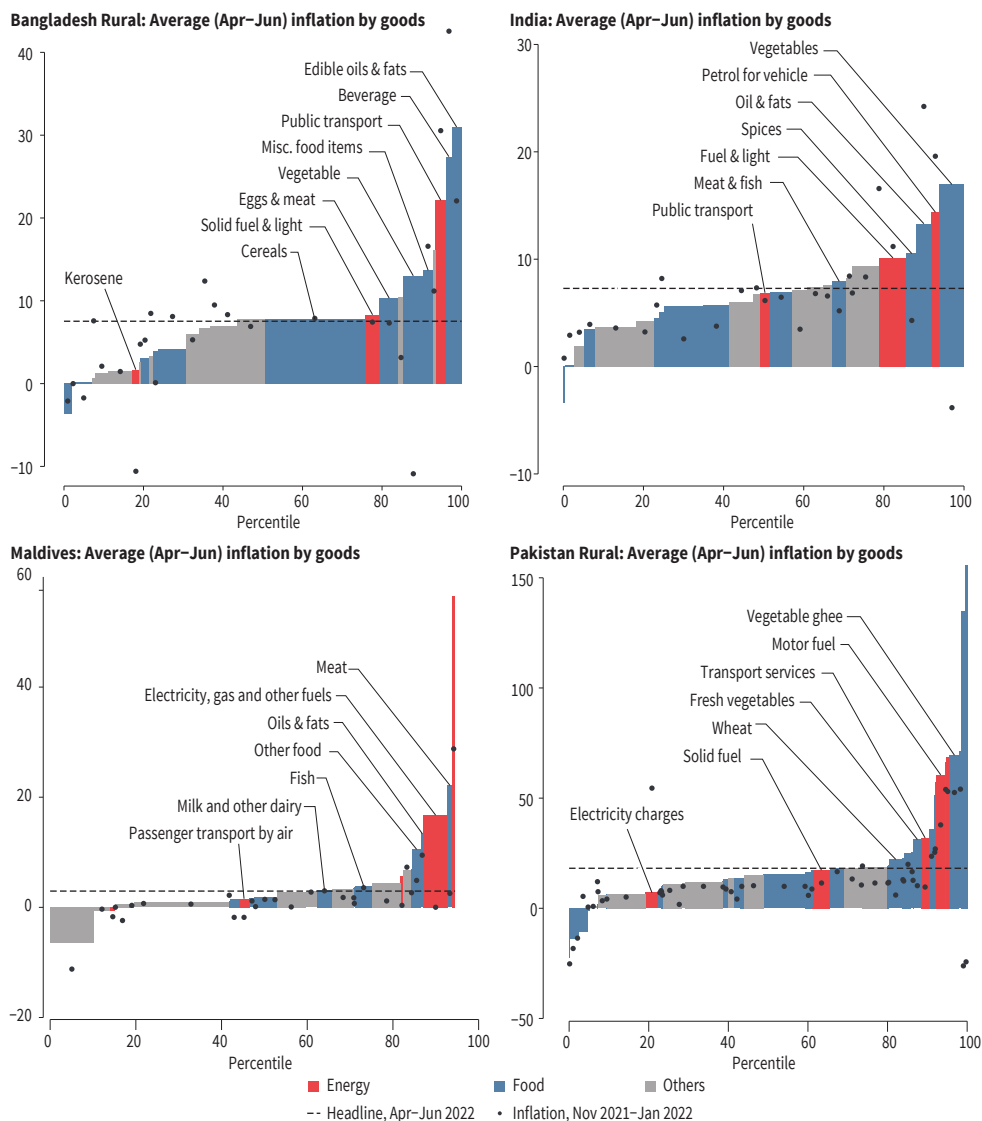 Bangladesh Rural: Average (Apr–Jun) inflation by goods
40
30
20
10
0
−10
Edible oils & fats
Beverage
Public transport
Misc. food items
Vegetable
Eggs & meat
Solid fuel & light
Cereals
Kerosene
0 20 40 60 80 100
Percentile
India: Average (Apr–Jun) inflation by goods
30
20
10
0
−10
Vegetables
Petrol for vehicle
Oil & fats
Spices
Fuel & light
Meat & fish
Public transport
0 20 40 60 80 100
Percentile
Maldives: Average (Apr–Jun) inflation by goods
60
40
20
0
−20
Meat
Electricity, gas and other fuels
Oils & fats
Other food
Fish
Milk and other dairy
Passenger transport by air
0 20 40 60 80 100
Percentile
Pakistan Rural: Average (Apr–Jun) inflation by goods
150
100
50
0
−50
Vegetable ghee
Motor fuel
Transport services
Fresh vegetables
Wheat
Solid fuel
Electricity charges
0 20 40 60 80 100
Percentile
Energy Food Others
Headline, Apr–Jun 2022 Inflation, Nov 2021–Jan 2022